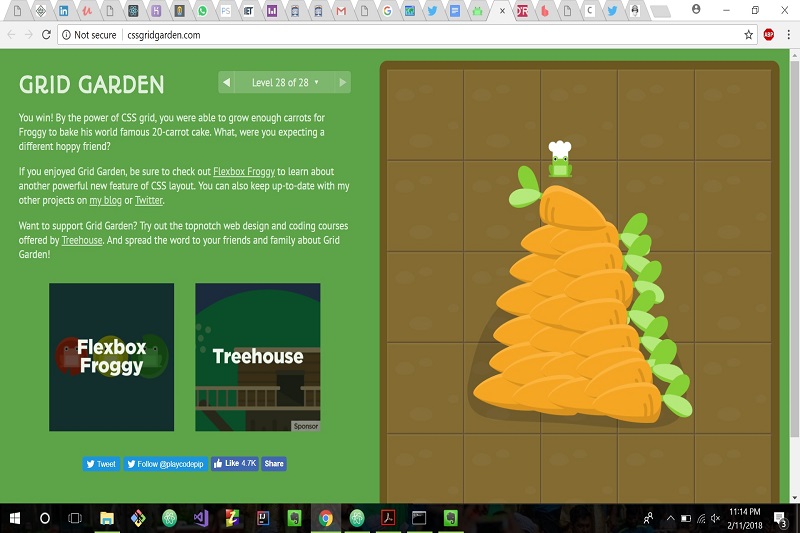 Not secure | cssgridgarden.com
GRID GARDEN
Level 28 of 28
You win! By the power of CSS grid, you were able to grow enough carrots for
Froggy to bake his world famous 20-carrot cake. What, were you expecting a
different hoppy friend?
If you enjoyed Grid Garden, be sure to check out Flexbox Froggy to learn about
another powerful new feature of CSS layout. You can also keep up-to-date with my
other projects on my blog or Twitter.
Want to support Grid Garden? Try out the topnotch web design and coding courses
offered by Treehouse. And spread the word to your friends and family about Grid
Garden!
Flexbox
Froggy
Treehouse
Sponsor
Tweet
Follow @playcodepip
Like 4.7K
Share
ABP
11:14 PM
2/11/2018
3